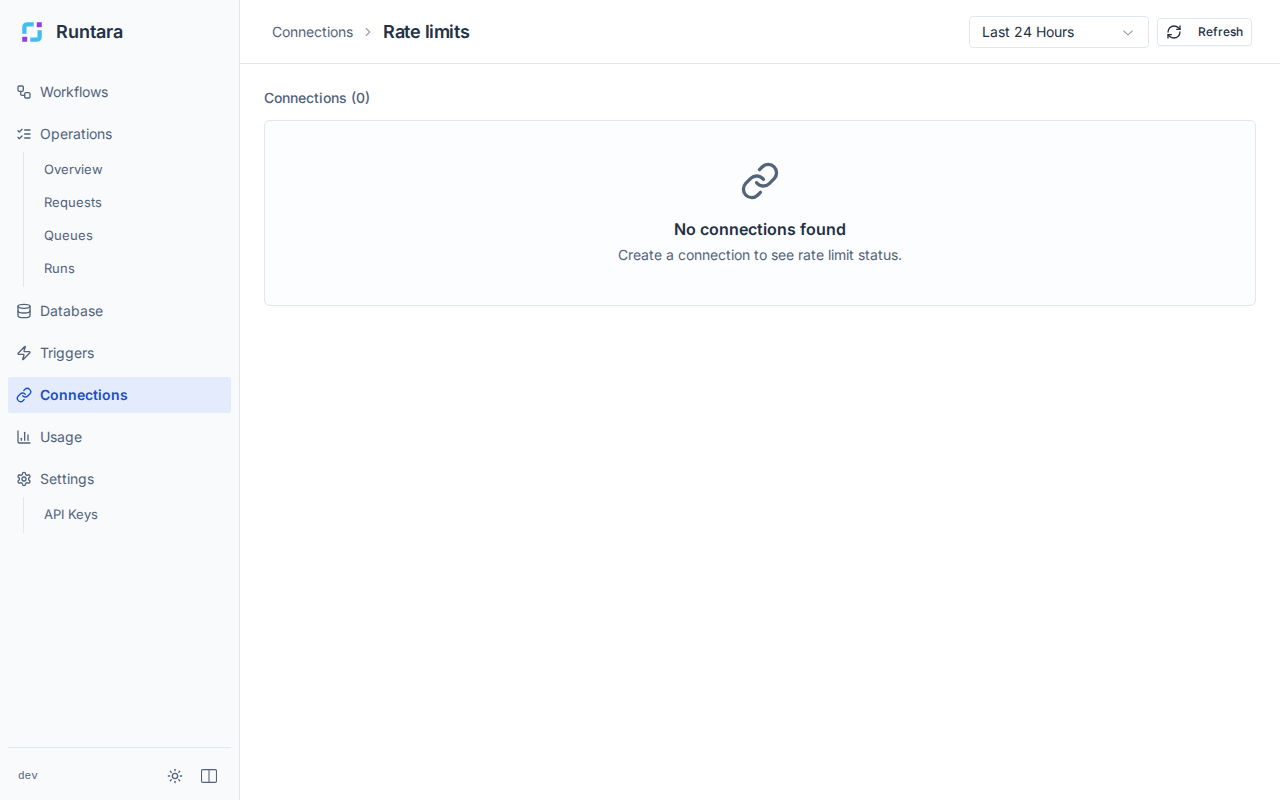 Runtara
Connections > Rate limits
Last 24 Hours
Refresh
Workflows
Operations
Overview
Requests
Queues
Runs
Database
Triggers
Connections
Usage
Settings
API Keys
dev
Connections (0)
No connections found
Create a connection to see rate limit status.